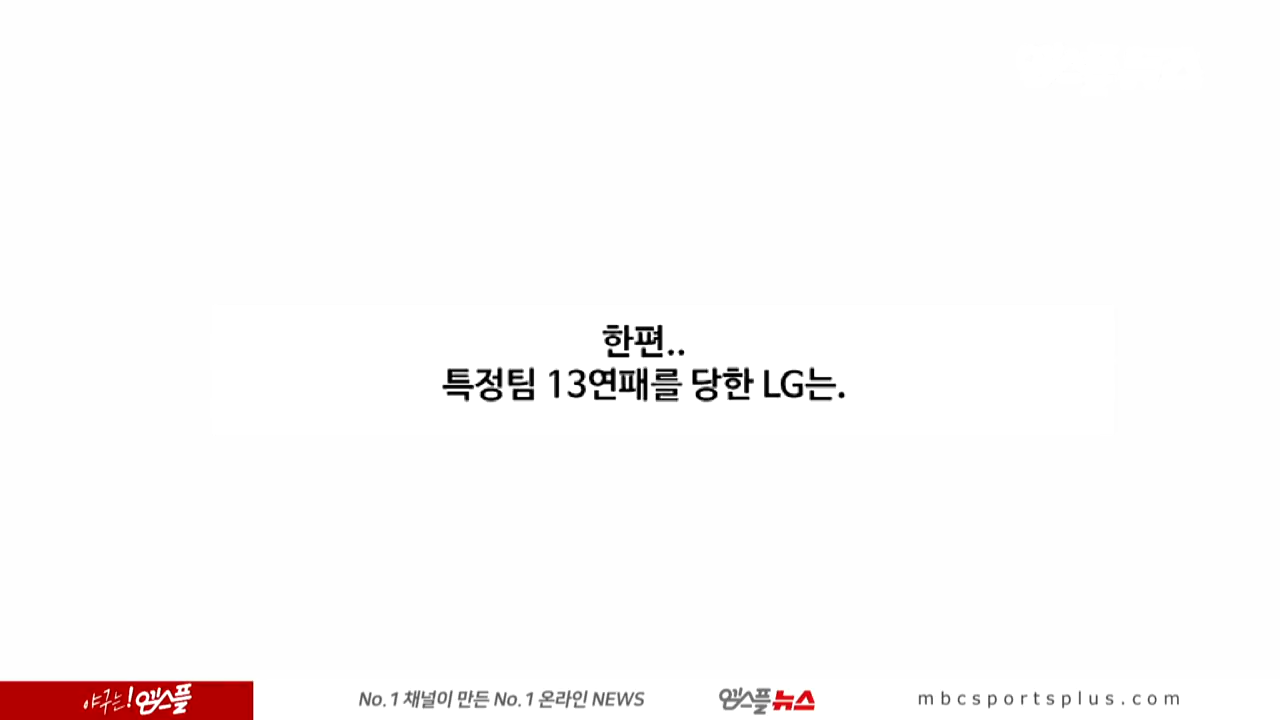 한편..
특정팀 13연패를 당한 LG는.
야구는! 엠스플
No.1 채널이 만든 No.1 온라인 NEWS
엠스플뉴스
mbcsportsplus.com